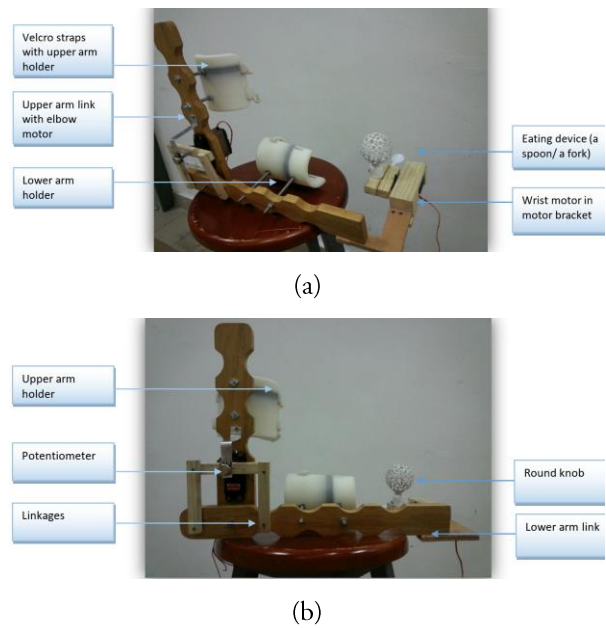 Velcro straps
with upper arm
holder
Upper arm link
with elbow
motor
Lower arm
holder
Eating device (a
spoon/ a fork)
Wrist motor in
motor bracket
(a)
Upper arm
holder
Potentiometer
Linkages
Round knob
Lower arm link
(b)